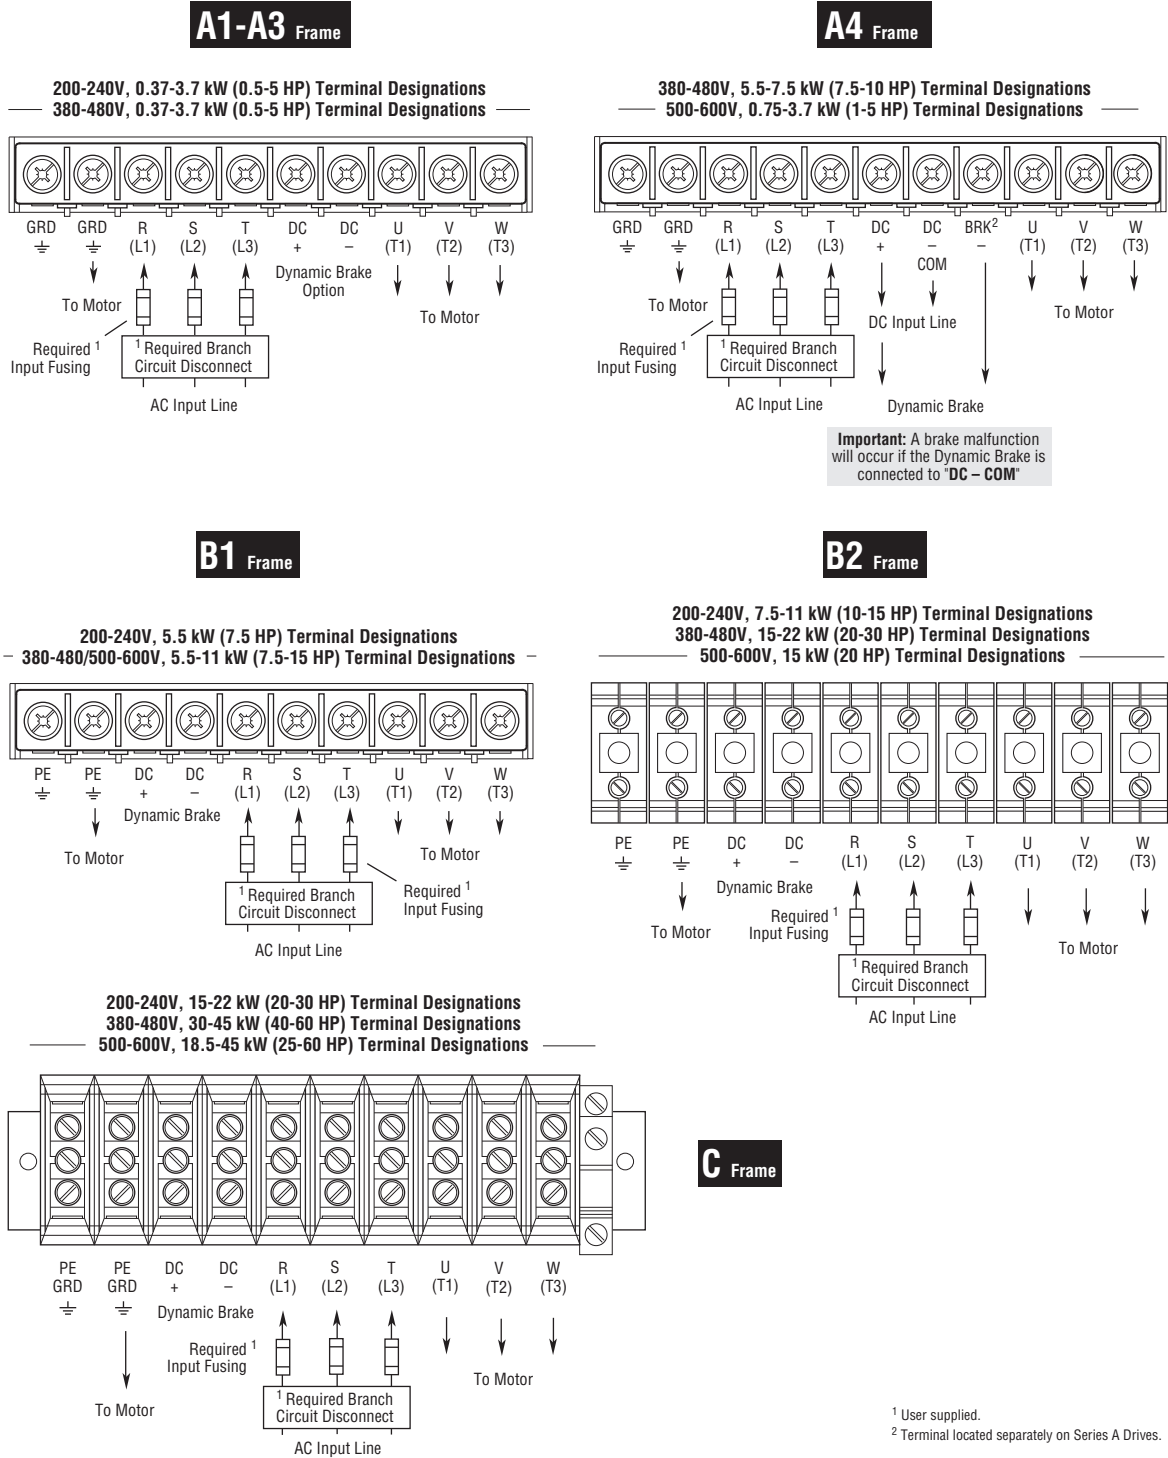 A1-A3 Frame
200-240V, 0.37-3.7 kW (0.5-5 HP) Terminal Designations
380-480V, 0.37-3.7 kW (0.5-5 HP) Terminal Designations
GRD GRD R S T DC DC U V W
(L1) (L2) (L3) + – (T1) (T2) (T3)
Dynamic Brake
Option
To Motor
To Motor
Required 1
Input Fusing
1 Required Branch
Circuit Disconnect
AC Input Line
A4 Frame
380-480V, 5.5-7.5 kW (7.5-10 HP) Terminal Designations
500-600V, 0.75-3.7 kW (1-5 HP) Terminal Designations
GRD GRD R S T DC DC BRK2 U V W
(L1) (L2) (L3) + – – (T1) (T2) (T3)
COM
To Motor
DC Input Line
To Motor
Required 1
Input Fusing
1 Required Branch
Circuit Disconnect
AC Input Line
Dynamic Brake
Important: A brake malfunction
will occur if the Dynamic Brake is
connected to "DC – COM"
B1 Frame
200-240V, 5.5 kW (7.5 HP) Terminal Designations
380-480/500-600V, 5.5-11 kW (7.5-15 HP) Terminal Designations
PE PE DC DC R S T U V W
+ – (L1) (L2) (L3) (T1) (T2) (T3)
Dynamic Brake
To Motor
To Motor
Required 1
Input Fusing
1 Required Branch
Circuit Disconnect
AC Input Line
B2 Frame
200-240V, 7.5-11 kW (10-15 HP) Terminal Designations
380-480V, 15-22 kW (20-30 HP) Terminal Designations
500-600V, 15 kW (20 HP) Terminal Designations
PE PE DC DC R S T U V W
+ – (L1) (L2) (L3) (T1) (T2) (T3)
Dynamic Brake
To Motor
Required 1
Input Fusing
To Motor
1 Required Branch
Circuit Disconnect
AC Input Line
200-240V, 15-22 kW (20-30 HP) Terminal Designations
380-480V, 30-45 kW (40-60 HP) Terminal Designations
500-600V, 18.5-45 kW (25-60 HP) Terminal Designations
C Frame
PE PE DC DC R S T U V W
GRD GRD + – (L1) (L2) (L3) (T1) (T2) (T3)
Dynamic Brake
Required 1
Input Fusing
To Motor
To Motor
1 Required Branch
Circuit Disconnect
AC Input Line
1 User supplied.
2 Terminal located separately on Series A Drives.